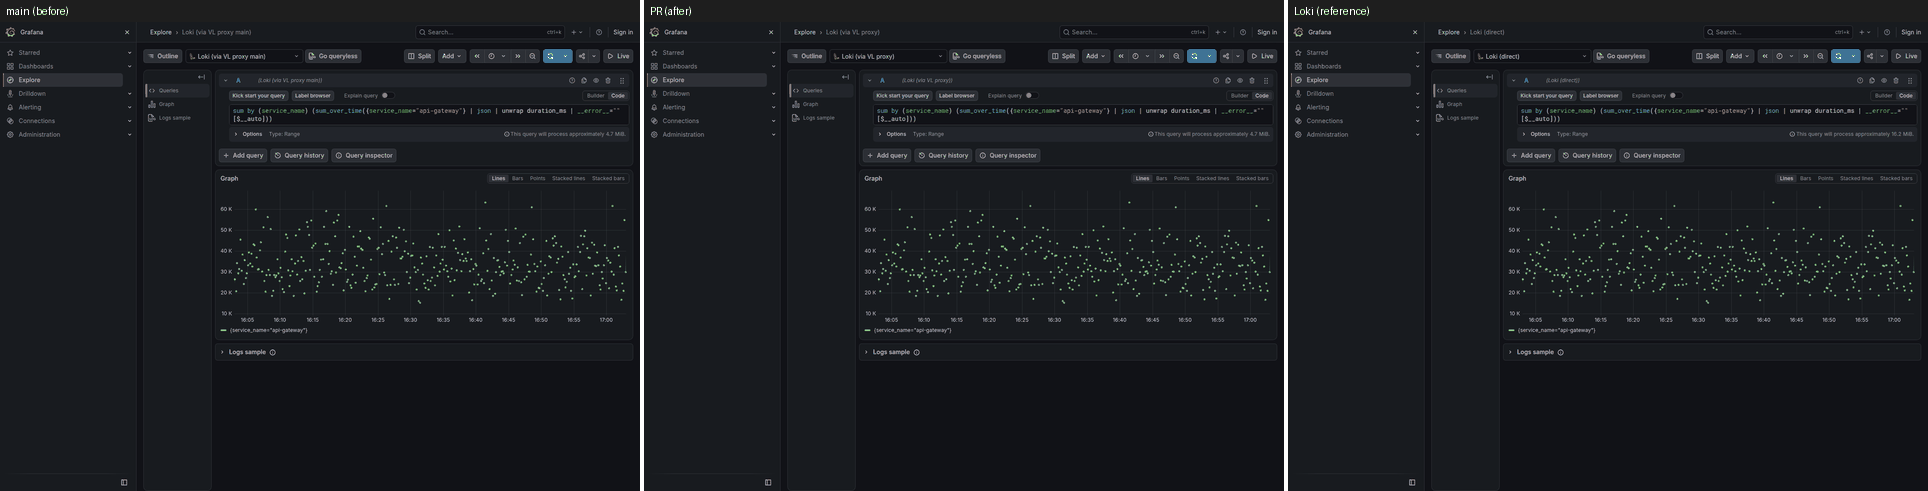 main (before)
Grafana
Starred
Dashboards
Explore
Drilldown
Alerting
Connections
Administration
Explore › Loki (via VL proxy main)
Search...
ctrl+k
Sign in
Outline
Loki (via VL proxy main)
Go queryless
Split
Add
Live
Queries
Graph
Logs sample
A (Loki (via VL proxy main))
Kick start your query
Label browser
Explain query
Builder
Code
sum by (service_name) (sum_over_time({service_name="api-gateway"} | json | unwrap duration_ms | __error__=""
[$__auto]))
Options Type: Range
This query will process approximately 4.7 MiB.
+ Add query
Query history
Query inspector
Graph
Lines Bars Points Stacked lines Stacked bars
60 K
50 K
40 K
30 K
20 K
10 K
16:05 16:10 16:15 16:20 16:25 16:30 16:35 16:40 16:45 16:50 16:55 17:00
{service_name="api-gateway"}
Logs sample
PR (after)
Grafana
Starred
Dashboards
Explore
Drilldown
Alerting
Connections
Administration
Explore › Loki (via VL proxy)
Search...
ctrl+k
Sign in
Outline
Loki (via VL proxy)
Go queryless
Split
Add
Live
Queries
Graph
Logs sample
A (Loki (via VL proxy))
Kick start your query
Label browser
Explain query
Builder
Code
sum by (service_name) (sum_over_time({service_name="api-gateway"} | json | unwrap duration_ms | __error__=""
[$__auto]))
Options Type: Range
This query will process approximately 4.7 MiB.
+ Add query
Query history
Query inspector
Graph
Lines Bars Points Stacked lines Stacked bars
60 K
50 K
40 K
30 K
20 K
10 K
16:05 16:10 16:15 16:20 16:25 16:30 16:35 16:40 16:45 16:50 16:55 17:00
{service_name="api-gateway"}
Logs sample
Loki (reference)
Grafana
Starred
Dashboards
Explore
Drilldown
Alerting
Connections
Administration
Explore › Loki (direct)
Search...
ctrl+k
Sign in
Outline
Loki (direct)
Go queryless
Split
Add
Live
Queries
Graph
Logs sample
A (Loki (direct))
Kick start your query
Label browser
Explain query
Builder
Code
sum by (service_name) (sum_over_time({service_name="api-gateway"} | json | unwrap duration_ms | __error__=""
[$__auto]))
Options Type: Range
This query will process approximately 16.2 MiB.
+ Add query
Query history
Query inspector
Graph
Lines Bars Points Stacked lines Stacked bars
60 K
50 K
40 K
30 K
20 K
10 K
16:05 16:10 16:15 16:20 16:25 16:30 16:35 16:40 16:45 16:50 16:55 17:00
{service_name="api-gateway"}
Logs sample